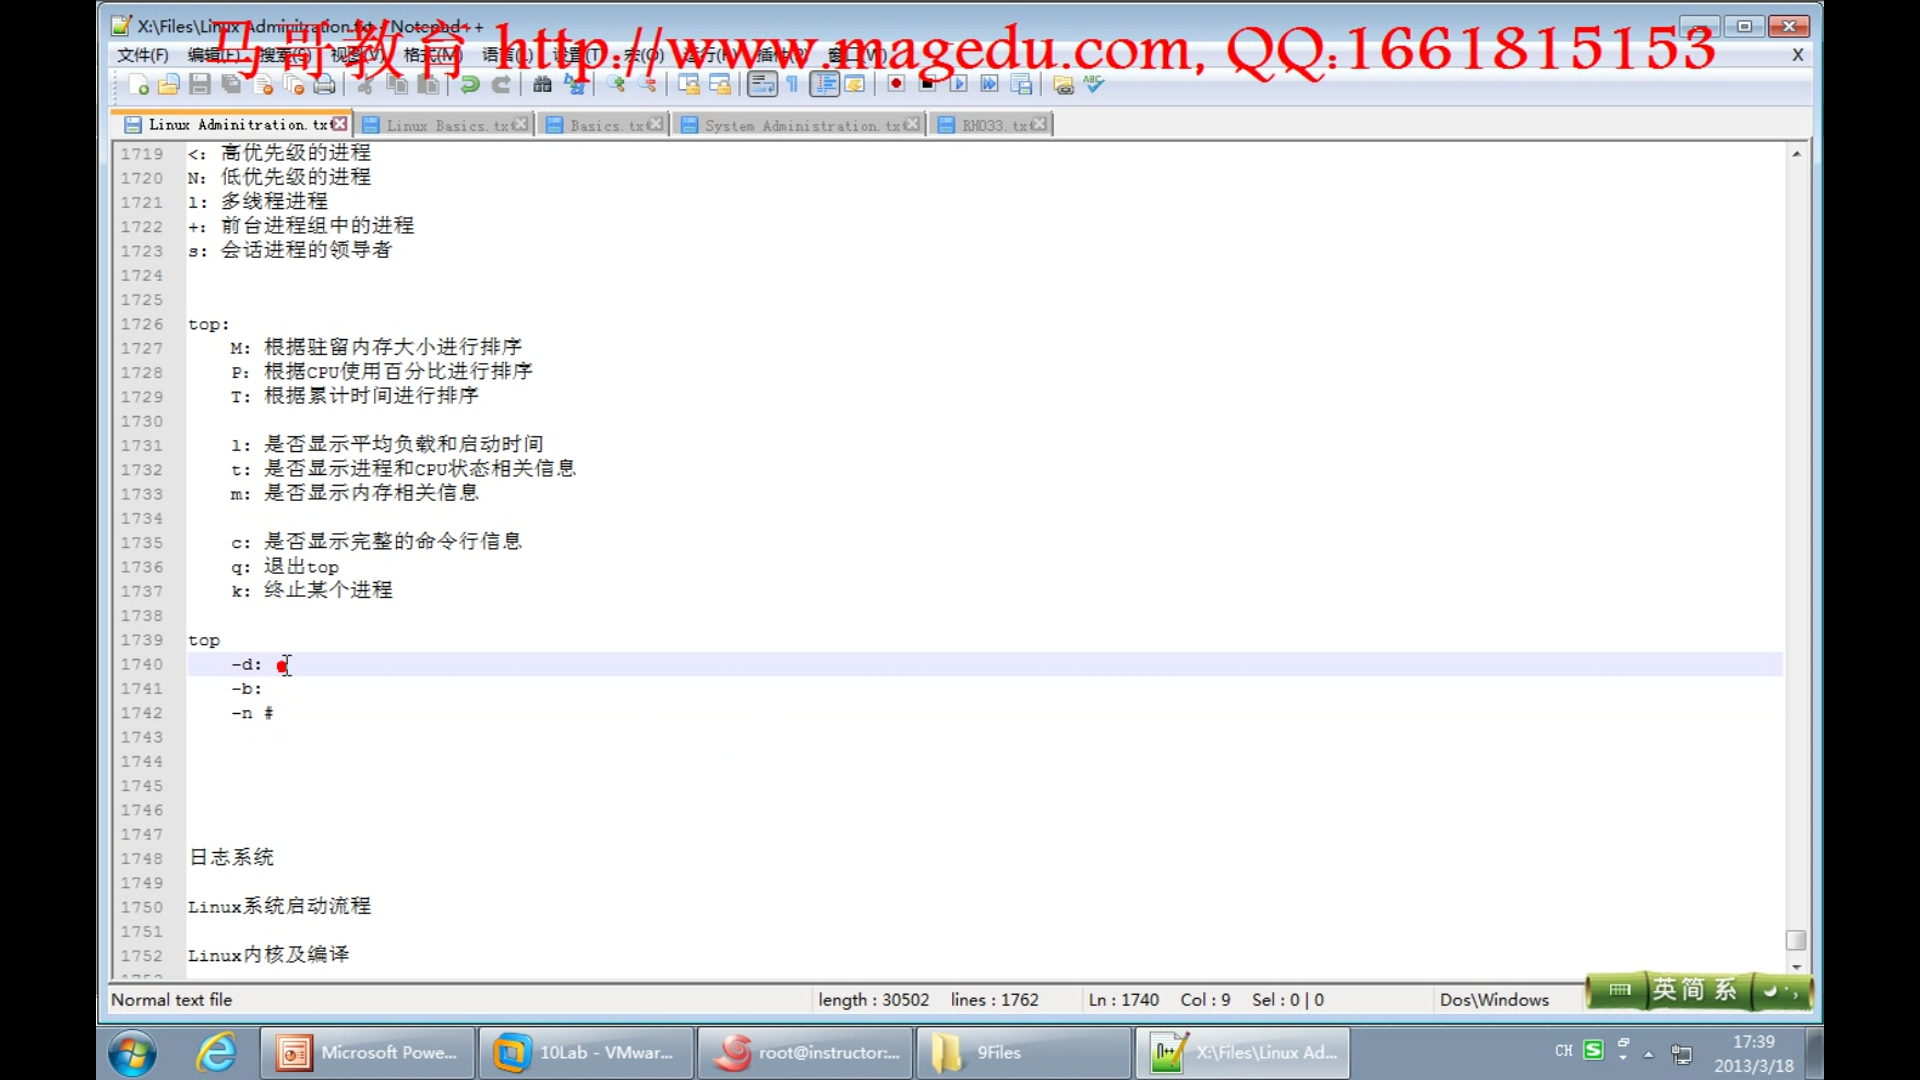 X:\Files\Linux Adminitration.txt - Notepad++
马哥教育 http://www.magedu.com, QQ:1661815153
文件(F) 编辑(E) 搜索(S) 视图(V) 格式(M) 语言(L) 设置(T) 宏(O) 运行(R) 插件(P) 窗口(W) X
Linux Adminitration.txt Linux Basics.txt Basics.txt System Administration.txt RH033.txt
1719 <: 高优先级的进程
1720 N: 低优先级的进程
1721 l: 多线程进程
1722 +: 前台进程组中的进程
1723 s: 会话进程的领导者
1724
1725
1726 top:
1727 M: 根据驻留内存大小进行排序
1728 P: 根据CPU使用百分比进行排序
1729 T: 根据累计时间进行排序
1730
1731 l: 是否显示平均负载和启动时间
1732 t: 是否显示进程和CPU状态相关信息
1733 m: 是否显示内存相关信息
1734
1735 c: 是否显示完整的命令行信息
1736 q: 退出top
1737 k: 终止某个进程
1738
1739 top
1740 -d:
1741 -b:
1742 -n #
1743
1744
1745
1746
1747
1748 日志系统
1749
1750 Linux系统启动流程
1751
1752 Linux内核及编译
Normal text file length : 30502 lines : 1762 Ln : 1740 Col : 9 Sel : 0 | 0 Dos\Windows
英简系
Microsoft Powe... 10Lab - VMwar... root@instructor:... 9Files X:\Files\Linux Ad... CH 17:39
2013/3/18